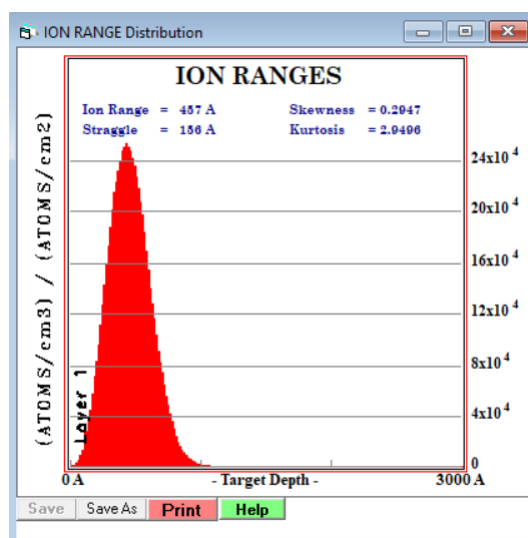 ION RANGE Distribution
ION RANGES
Ion Range = 457 A Skewness = 0.2947
Straggle = 156 A Kurtosis = 2.9496
(ATOMS/cm3) / (ATOMS/cm2)
24x10 4
20x10 4
16x10 4
12x10 4
8x10 4
4x10 4
0
Layer 1
0 A - Target Depth - 3000 A
Save Save As Print Help